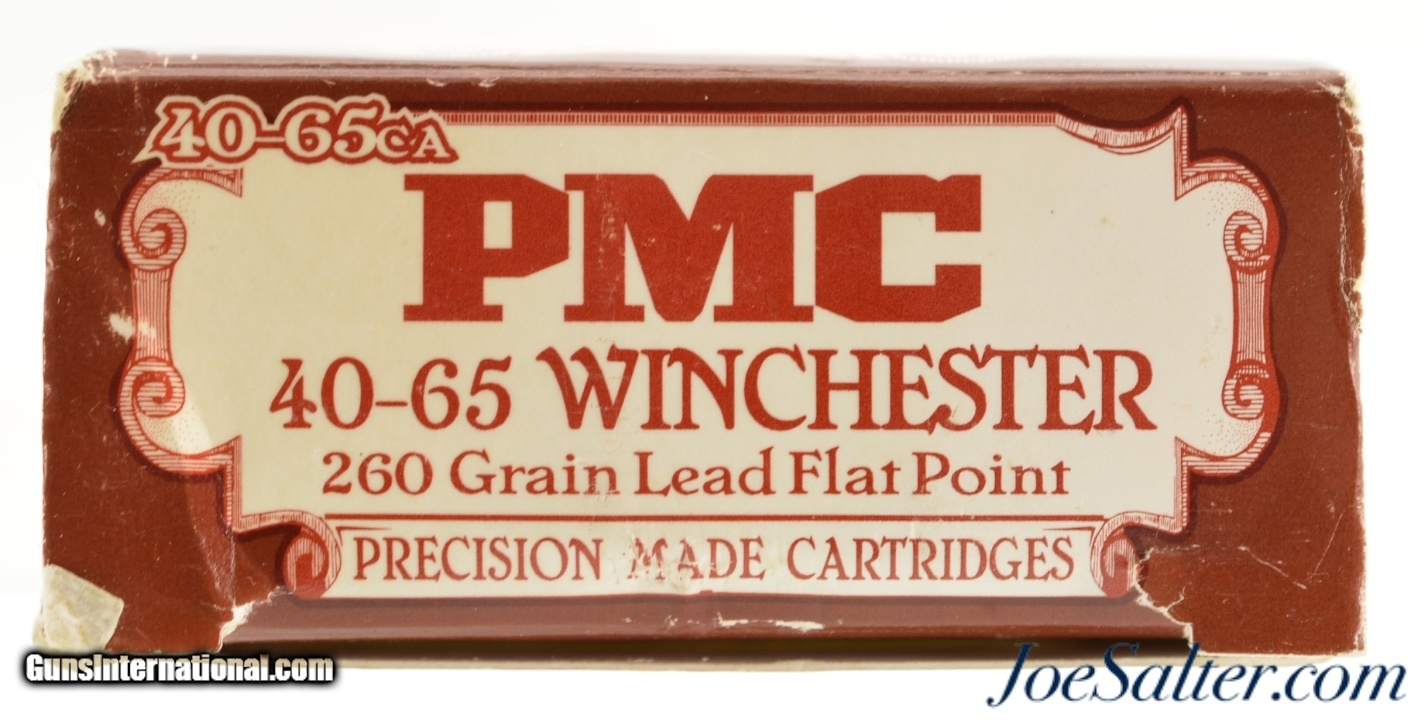 40-65CA
PMC
40-65 WINCHESTER
260 Grain Lead Flat Point
PRECISION MADE CARTRIDGES
GunsInternational.com
JoeSalter.com